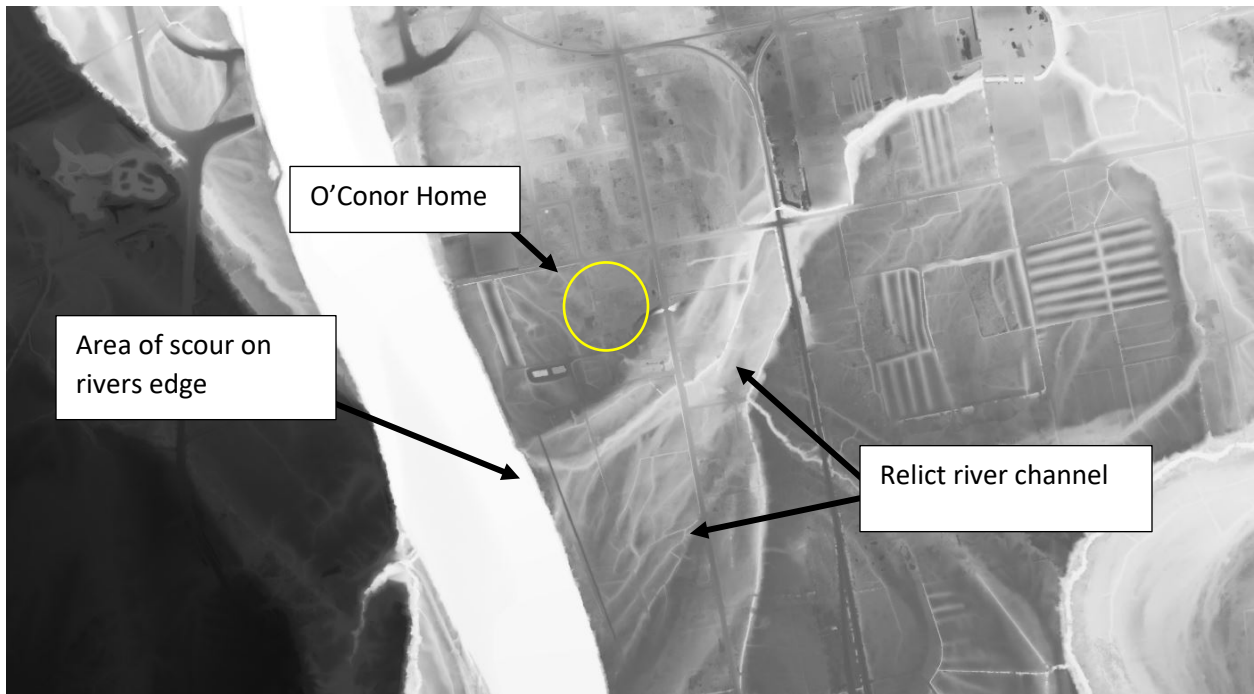 O’Conor Home
Area of scour on
rivers edge
Relict river channel